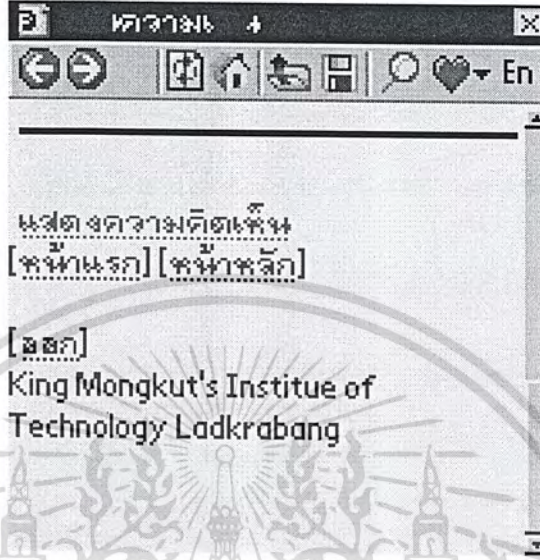 4
En
แสดงความคิดเห็น
[หน้าแรก] [หน้าหลัก]
[ออก]
King Mongkut's Institue of
Technology Ladkrabang